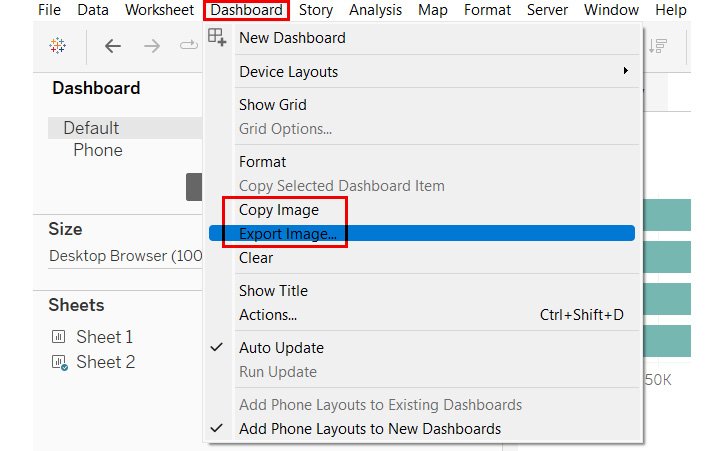 File Data Worksheet Dashboard Story Analysis Map Format Server Window Help
New Dashboard
Device Layouts
Show Grid
Grid Options...
Format
Copy Selected Dashboard Item
Copy Image
Export Image...
Clear
Show Title
Actions... Ctrl+Shift+D
Auto Update
Run Update
Add Phone Layouts to Existing Dashboards
Add Phone Layouts to New Dashboards
Dashboard
Default
Phone
Size
Desktop Browser (100
Sheets
Sheet 1
Sheet 2
50K